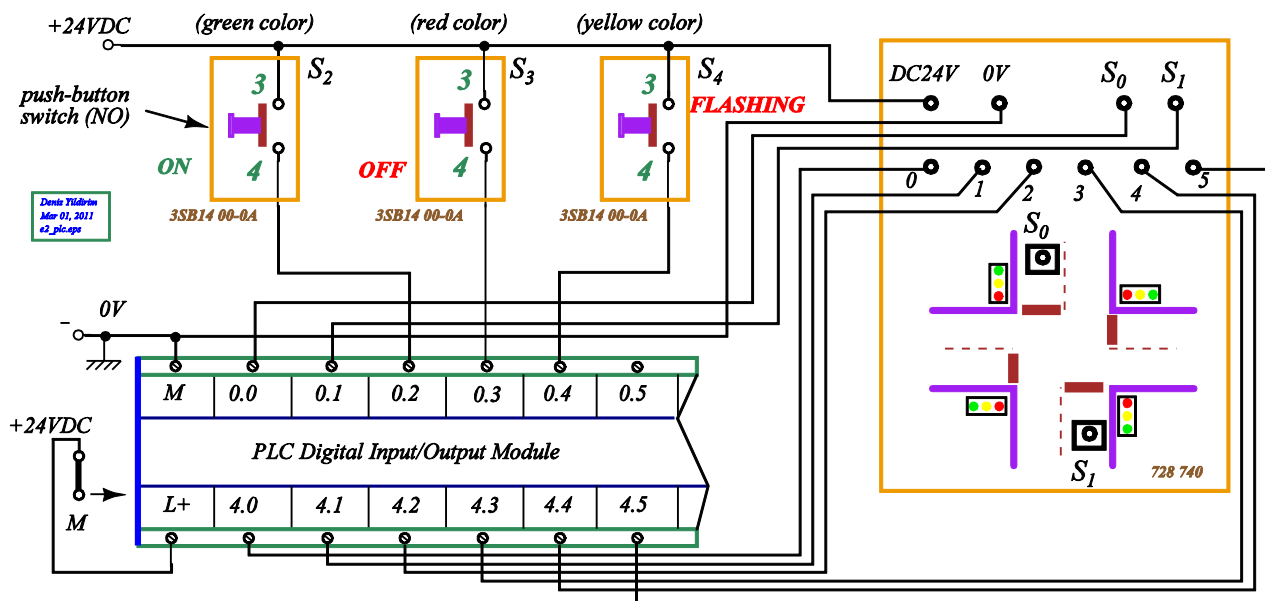 +24VDC
(green color)
(red color)
(yellow color)
S2
S3
S4
3
3
3
FLASHING
DC24V
0V
S0
S1
push-button
switch (NO)
ON
4
OFF
4
4
3SB14 00-0A
3SB14 00-0A
3SB14 00-0A
0
1
2
3
4
5
Deniz Yildirim
Mar 01, 2011
e2_plc.eps
S0
0V
−
M
0.0
0.1
0.2
0.3
0.4
0.5
+24VDC
PLC Digital Input/Output Module
M
L+
4.0
4.1
4.2
4.3
4.4
4.5
S1
728 740